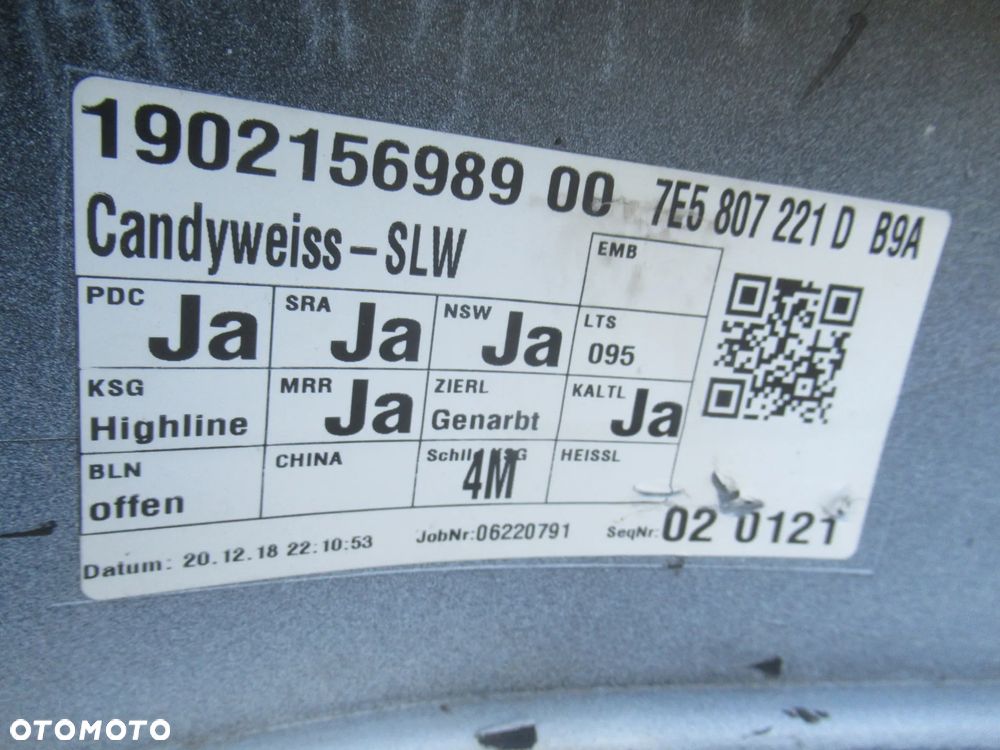 1902156989 00 7E5 807 221 D B9A
Candyweiss-SLW
EMB
PDC Ja SRA Ja NSW Ja LTS 095
KSG Highline MRR Ja ZIERL Genarbt KALTL Ja
BLN offen CHINA Schild KSG 4M HEISSL
Datum: 20.12.18 22:10:53 JobNr:06220791 SeqNr: 02 0121
OTOMOTO